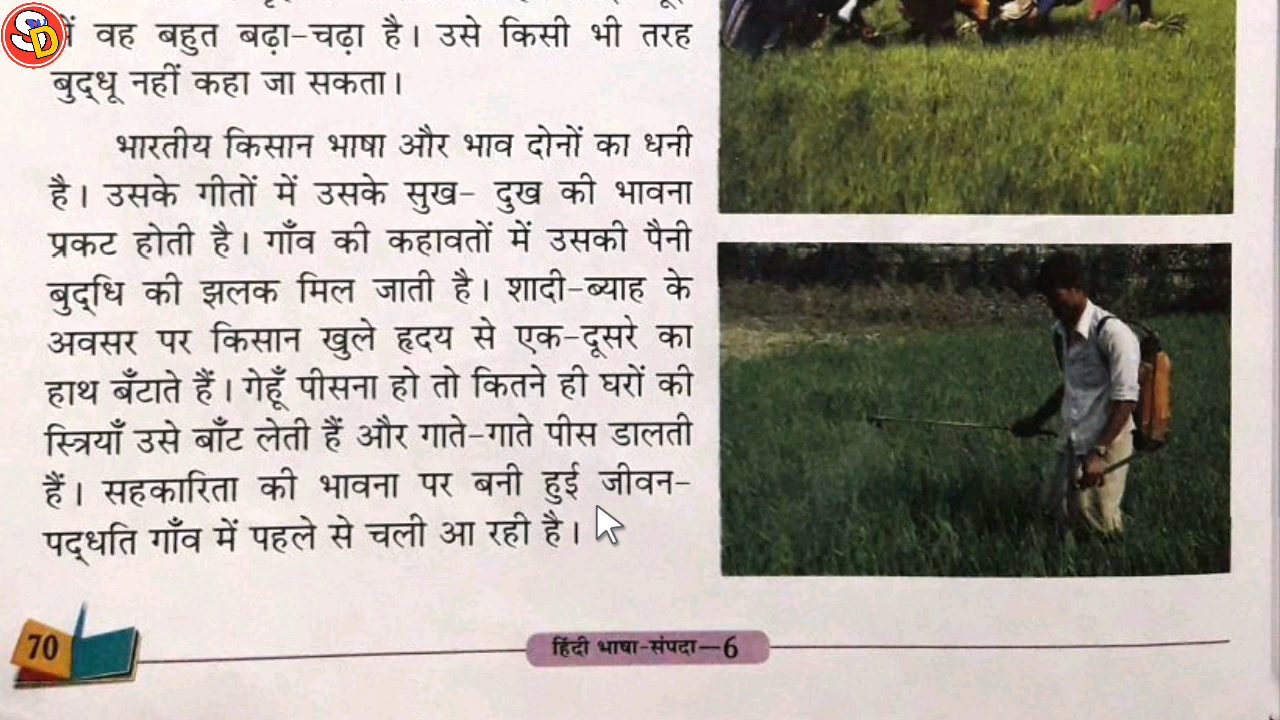 SD
वह बहुत बढ़ा-चढ़ा है। उसे किसी भी तरह
बुद्धू नहीं कहा जा सकता।
भारतीय किसान भाषा और भाव दोनों का धनी
है। उसके गीतों में उसके सुख- दुख की भावना
प्रकट होती है। गाँव की कहावतों में उसकी पैनी
बुद्धि की झलक मिल जाती है। शादी-ब्याह के
अवसर पर किसान खुले हृदय से एक-दूसरे का
हाथ बँटाते हैं। गेहूँ पीसना हो तो कितने ही घरों की
स्त्रियाँ उसे बाँट लेती हैं और गाते-गाते पीस डालती
हैं। सहकारिता की भावना पर बनी हुई जीवन-
पद्धति गाँव में पहले से चली आ रही है।
70
हिंदी भाषा-संपदा—6